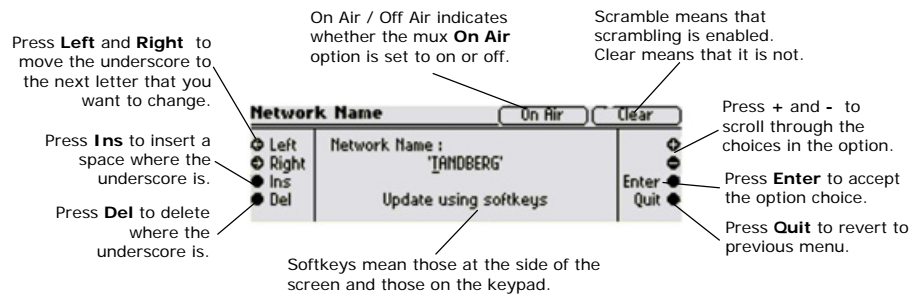 On Air / Off Air indicates
whether the mux On Air
option is set to on or off.
Scramble means that
scrambling is enabled.
Clear means that it is not.
Press Left and Right to
move the underscore to
the next letter that you
want to change.
Press Ins to insert a
space where the
underscore is.
Press Del to delete
where the
underscore is.
Network Name
On Air
Clear
Left
Right
Ins
Del
Network Name :
'TANDBERG'
Update using softkeys
+
-
Enter
Quit
Press + and - to
scroll through the
choices in the option.
Press Enter to accept
the option choice.
Press Quit to revert to
previous menu.
Softkeys mean those at the side of the
screen and those on the keypad.